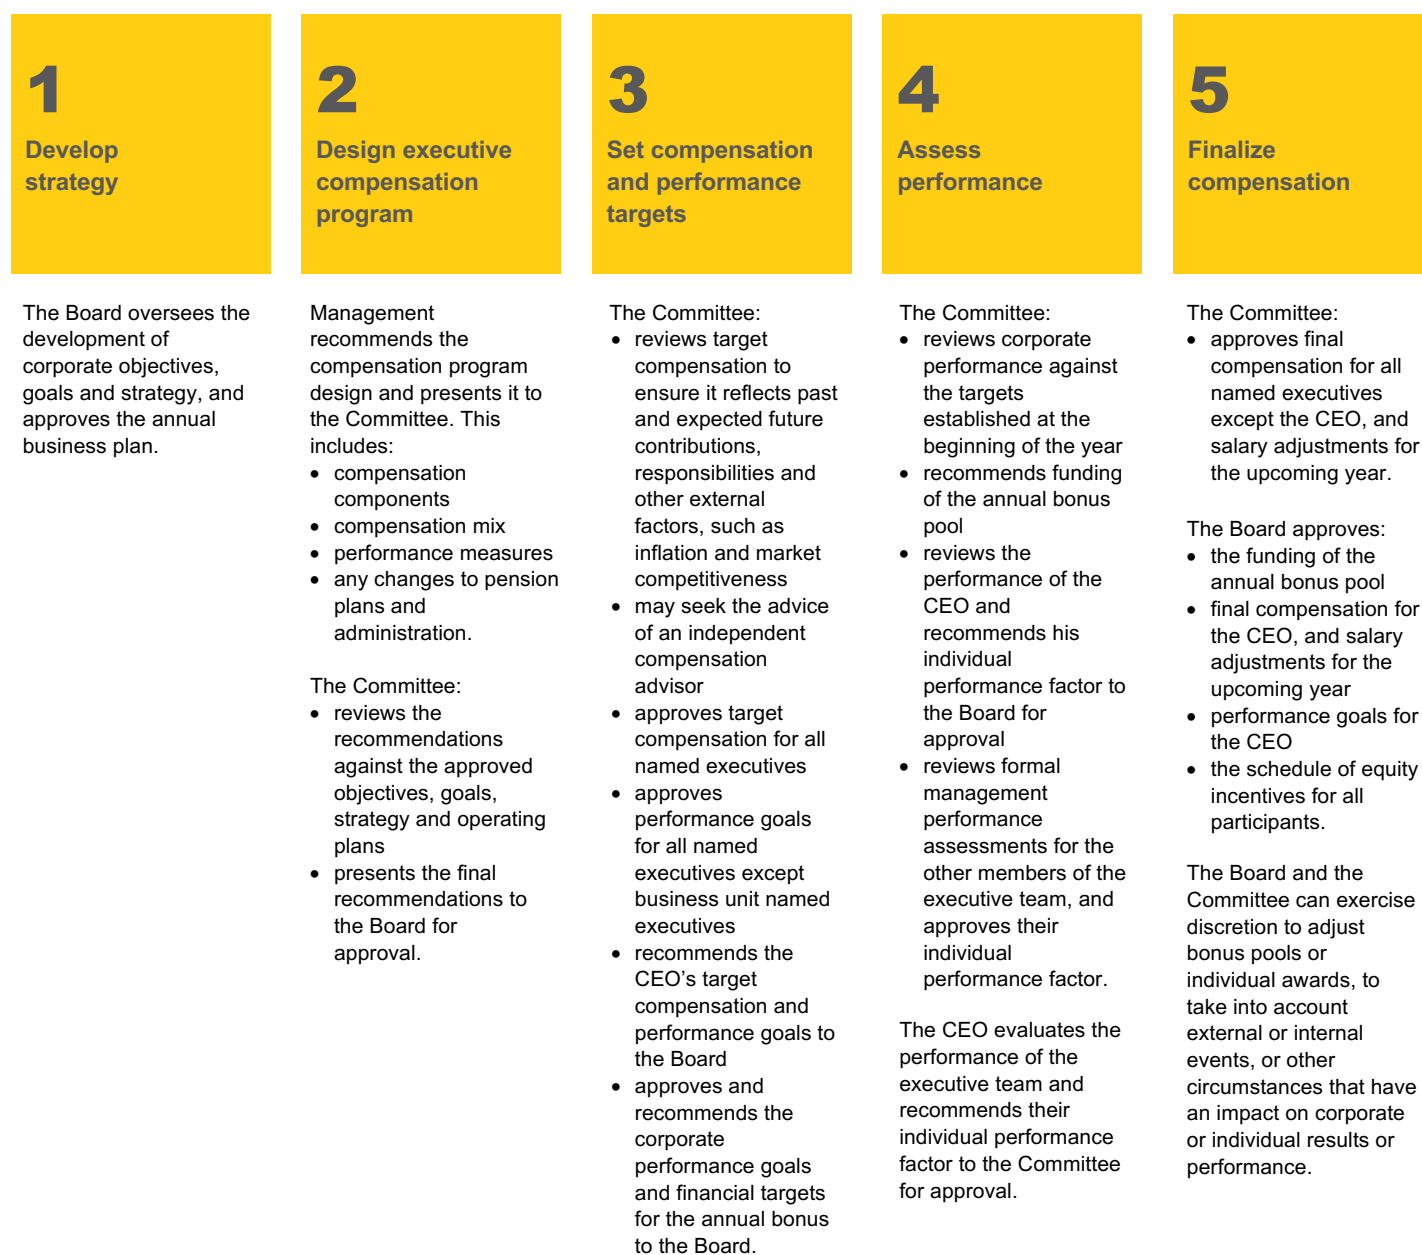 1
Develop
strategy
The Board oversees the
development of
corporate objectives,
goals and strategy, and
approves the annual
business plan.
2
Design executive
compensation
program
Management
recommends the
compensation program
design and presents it to
the Committee. This
includes:
• compensation
components
• compensation mix
• performance measures
• any changes to pension
plans and
administration.
The Committee:
• reviews the
recommendations
against the approved
objectives, goals,
strategy and operating
plans
• presents the final
recommendations to
the Board for
approval.
3
Set compensation
and performance
targets
The Committee:
• reviews target
compensation to
ensure it reflects past
and expected future
contributions,
responsibilities and
other external
factors, such as
inflation and market
competitiveness
• may seek the advice
of an independent
compensation
advisor
• approves target
compensation for all
named executives
• approves
performance goals
for all named
executives except
business unit named
executives
• recommends the
CEO’s target
compensation and
performance goals to
the Board
• approves and
recommends the
corporate
performance goals
and financial targets
for the annual bonus
to the Board.
4
Assess
performance
The Committee:
• reviews corporate
performance against
the targets
established at the
beginning of the year
• recommends funding
of the annual bonus
pool
• reviews the
performance of the
CEO and
recommends his
individual
performance factor to
the Board for
approval
• reviews formal
management
performance
assessments for the
other members of the
executive team, and
approves their
individual
performance factor.
The CEO evaluates the
performance of the
executive team and
recommends their
individual performance
factor to the Committee
for approval.
5
Finalize
compensation
The Committee:
• approves final
compensation for all
named executives
except the CEO, and
salary adjustments for
the upcoming year.
The Board approves:
• the funding of the
annual bonus pool
• final compensation for
the CEO, and salary
adjustments for the
upcoming year
• performance goals for
the CEO
• the schedule of equity
incentives for all
participants.
The Board and the
Committee can exercise
discretion to adjust
bonus pools or
individual awards, to
take into account
external or internal
events, or other
circumstances that have
an impact on corporate
or individual results or
performance.